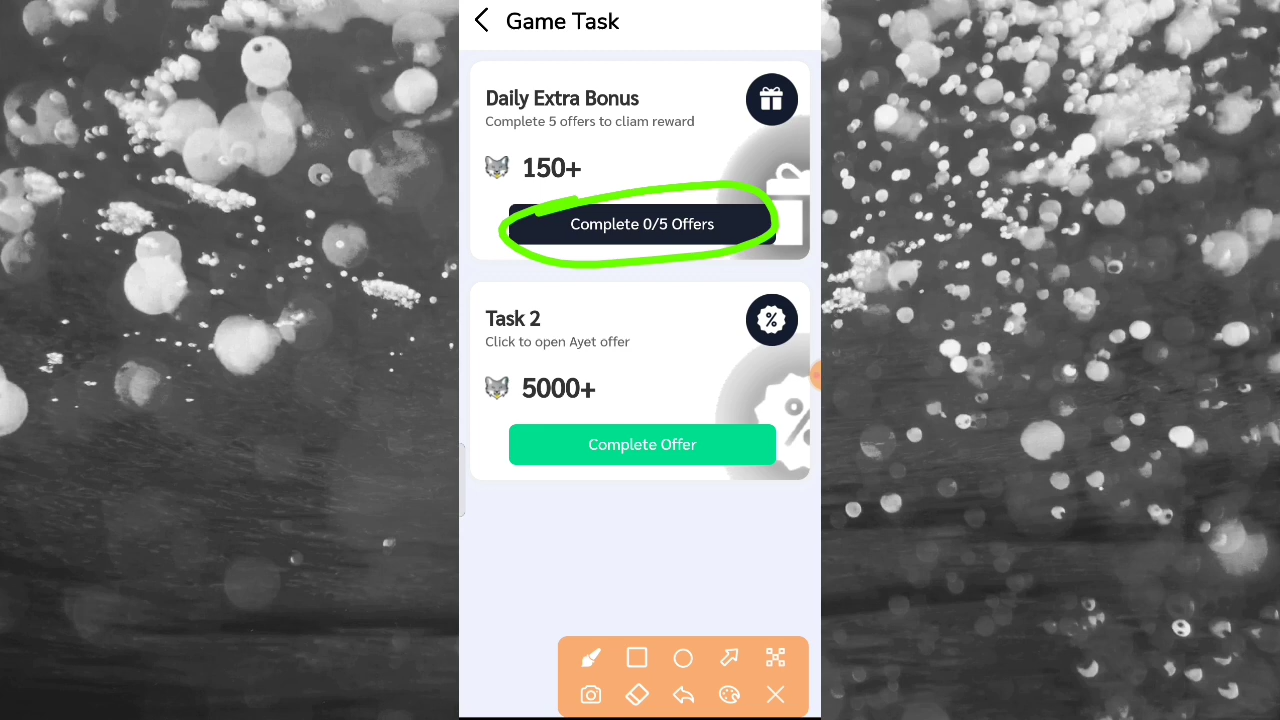 Game Task
Daily Extra Bonus
Complete 5 offers to cliam reward
150+
Complete 0/5 Offers
Task 2
Click to open Ayet offer
5000+
Complete Offer